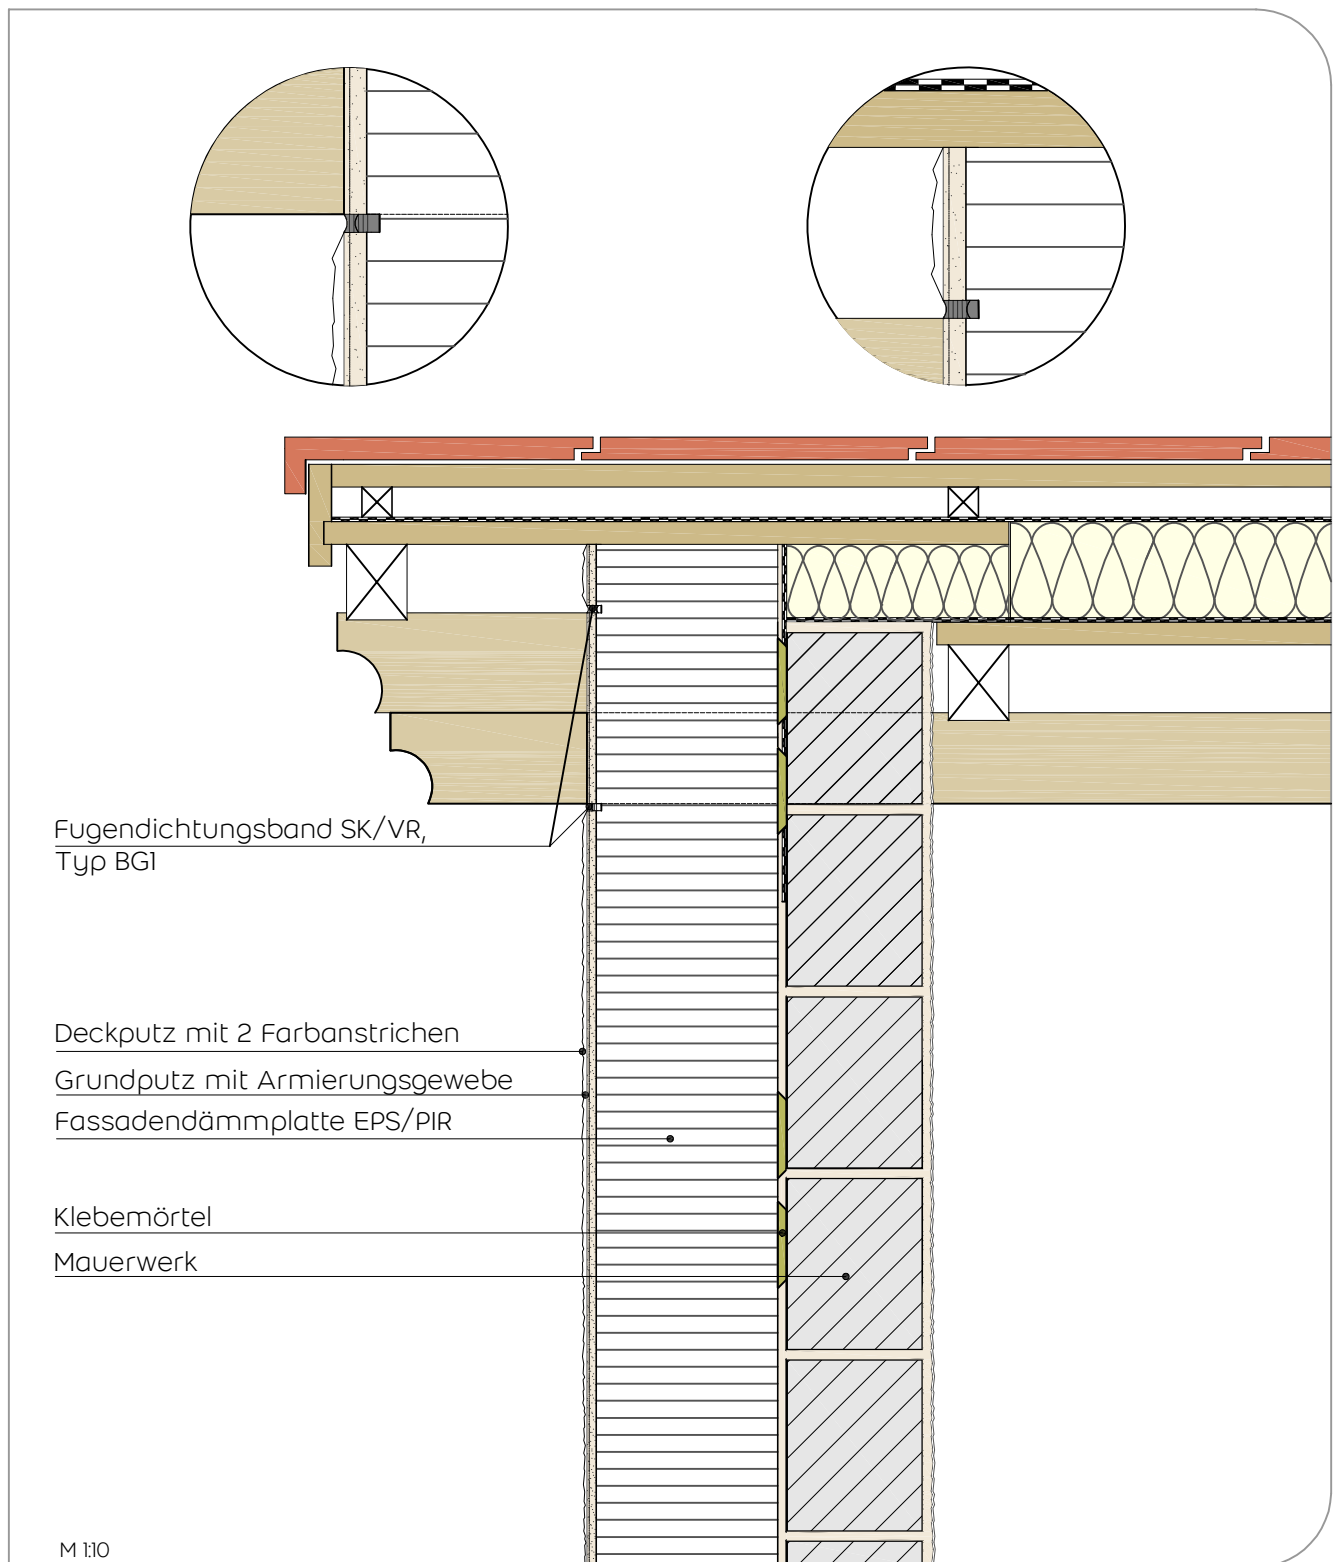 Fugendichtungsband SK/VR,
Typ BG1
Deckputz mit 2 Farbanstrichen
Grundputz mit Armierungsgewebe
Fassadendämmplatte EPS/PIR
Klebemörtel
Mauerwerk
M 1:10